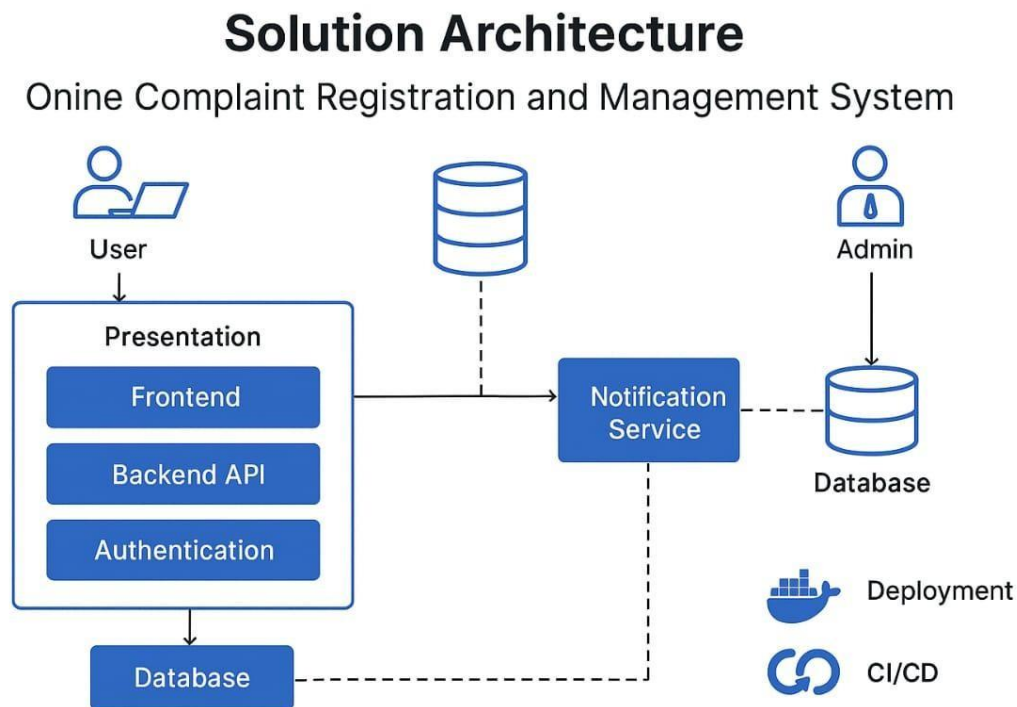 Solution Architecture
Onine Complaint Registration and Management System
User
Admin
Presentation
Frontend
Backend API
Authentication
Notification
Service
Database
Database
Deployment
CI/CD